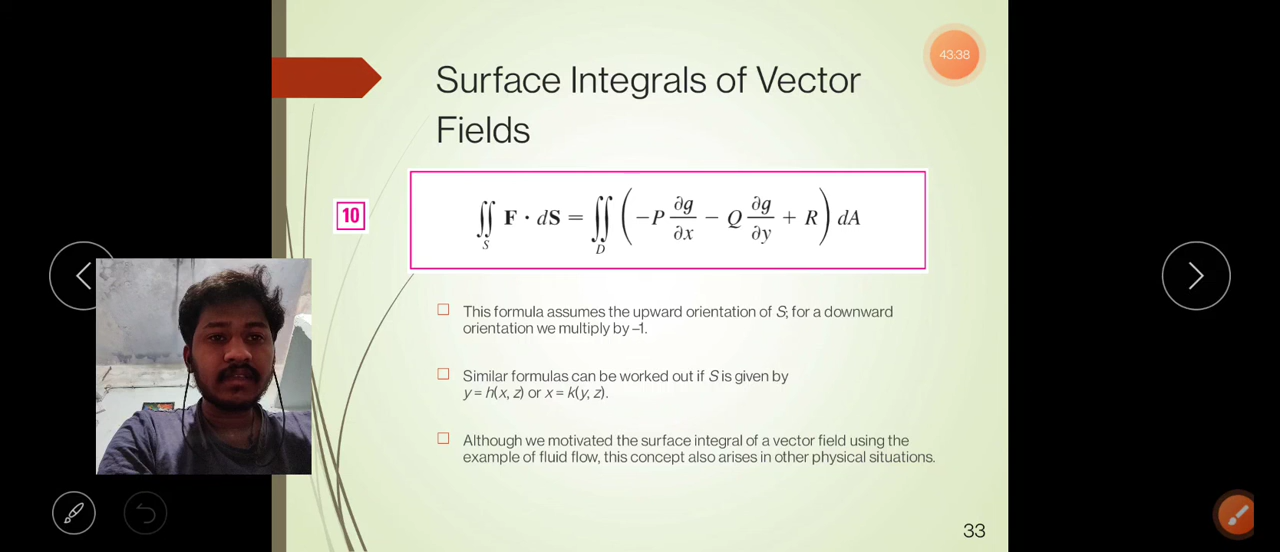 43:38
Surface Integrals of Vector
Fields
10
∬_S F · dS = ∬_D (−P ∂g/∂x − Q ∂g/∂y + R) dA
This formula assumes the upward orientation of S; for a downward
orientation we multiply by –1.
Similar formulas can be worked out if S is given by
y = h(x, z) or x = k(y, z).
Although we motivated the surface integral of a vector field using the
example of fluid flow, this concept also arises in other physical situations.
33